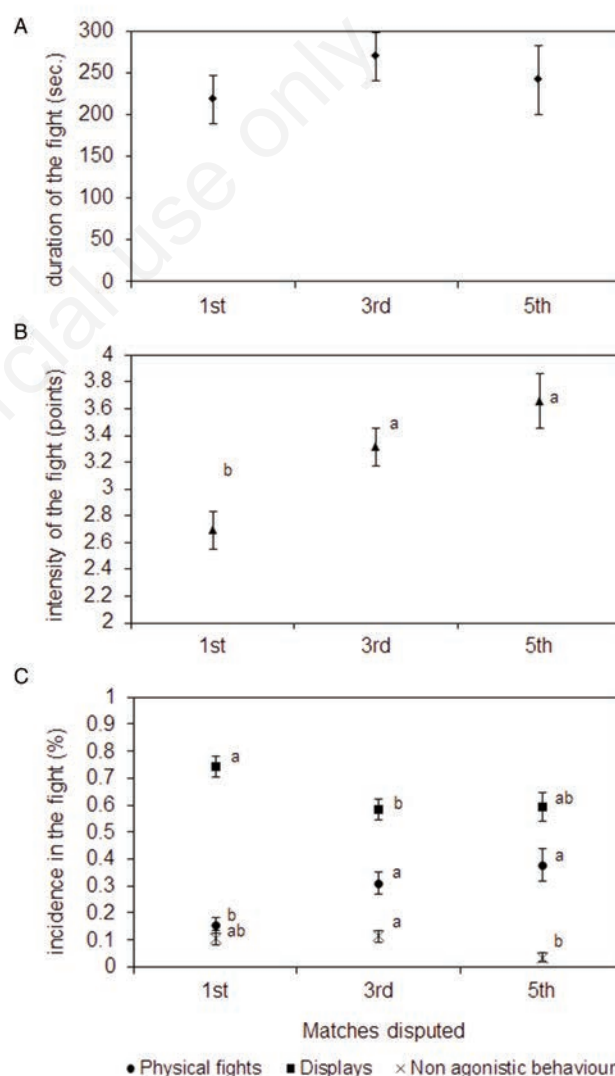 A
300
250
200
150
100
50
0
duration of the fight (sec.)
1st 3rd 5th
B
4
3.8
3.6
3.4
3.2
3
2.8
2.6
2.4
2.2
2
intensity of the fight (points)
b
a
a
1st 3rd 5th
C
1
0.9
0.8
0.7
0.6
0.5
0.4
0.3
0.2
0.1
0
incidence in the fight (%)
a
b
ab
b
ab
a
a
a
b
1st 3rd 5th
Matches disputed
Physical fights Displays Non agonistic behaviour
rcial use only